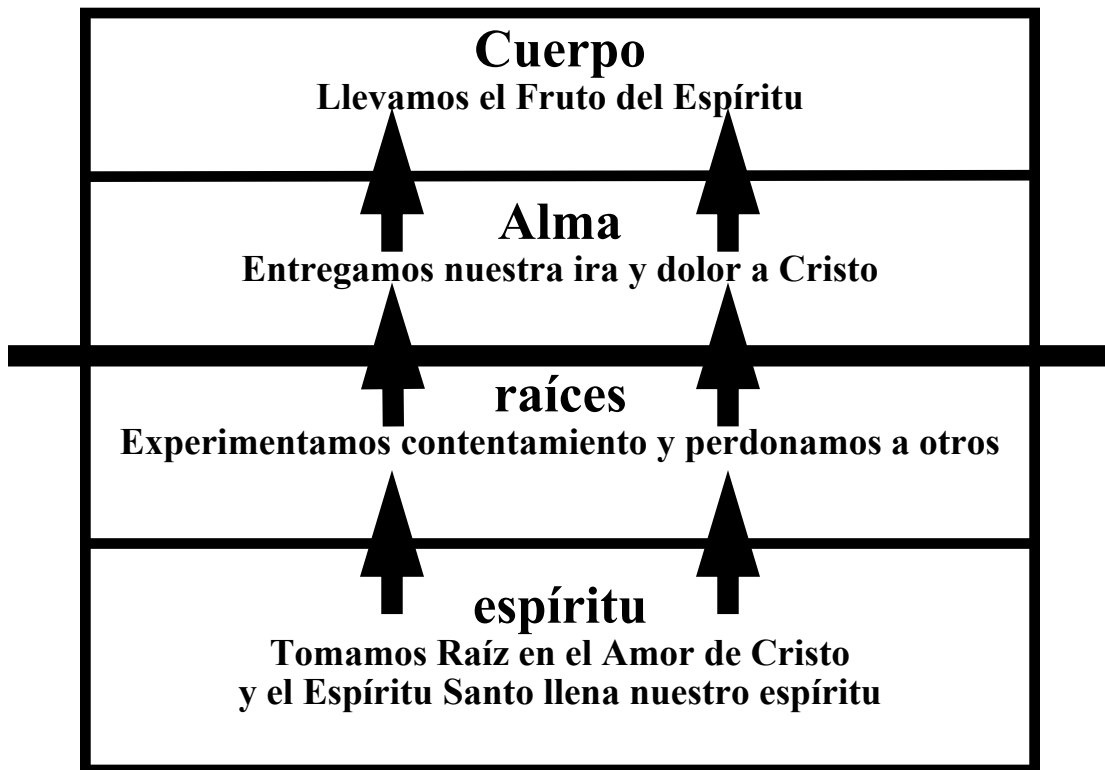 Cuerpo
Llevamos el Fruto del Espíritu
Alma
Entregamos nuestra ira y dolor a Cristo
raíces
Experimentamos contentamiento y perdonamos a otros
espíritu
Tomamos Raíz en el Amor de Cristo
y el Espíritu Santo llena nuestro espíritu